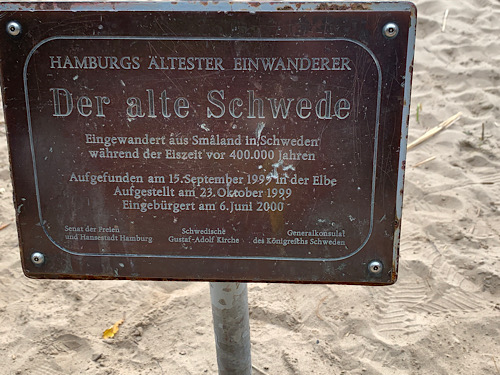 HAMBURGS ÄLTESTER EINWANDERER
Der alte Schwede
Eingewandert aus Småland in Schweden
während der Eiszeit vor 400.000 Jahren
Aufgefunden am 15. September 1999 in der Elbe
Aufgestellt am 23. Oktober 1999
Eingebürgert am 6. Juni 2000
Senat der Freien
und Hansestadt Hamburg
Schwedische
Gustaf-Adolf Kirche
Generalkonsulat
des Königreichs Schweden